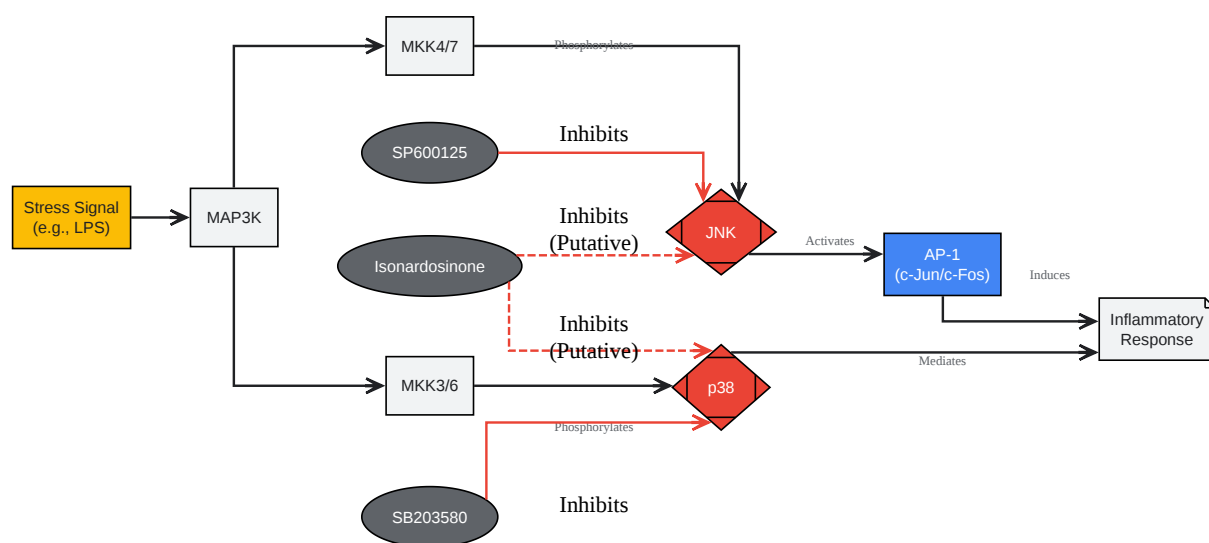 MKK4/7
Phosphorylates
SP600125
Inhibits
Stress Signal
(e.g., LPS)
MAP3K
Inhibits
(Putative)
JNK
Activates
Isonardosinone
AP-1
(c-Jun/c-Fos)
Induces
Inhibits
(Putative)
Inflammatory
Response
Mediates
MKK3/6
p38
Phosphorylates
SB203580
Inhibits